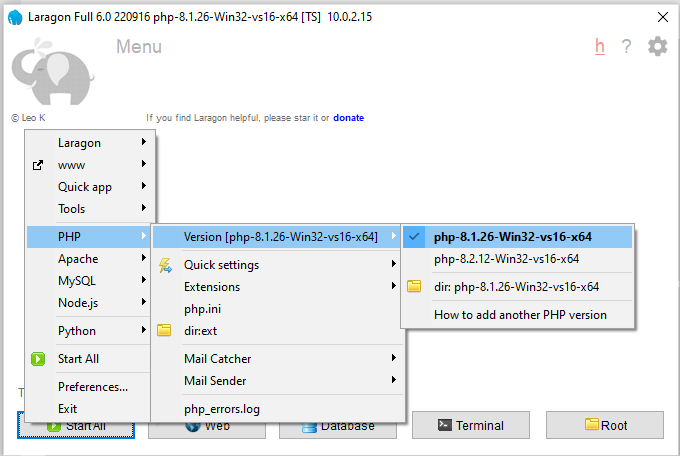 Laragon Full 6.0 220916 php-8.1.26-Win32-vs16-x64 [TS] 10.0.2.15
Menu
h ?
© Leo K
If you find Laragon helpful, please star it or donate
Laragon
www
Quick app
Tools
PHP
Apache
MySQL
Node.js
Python
Start All
Preferences...
Exit
Version [php-8.1.26-Win32-vs16-x64]
Quick settings
Extensions
php.ini
dir:ext
Mail Catcher
Mail Sender
php_errors.log
php-8.1.26-Win32-vs16-x64
php-8.2.12-Win32-vs16-x64
dir: php-8.1.26-Win32-vs16-x64
How to add another PHP version
Start All
Web
Database
Terminal
Root